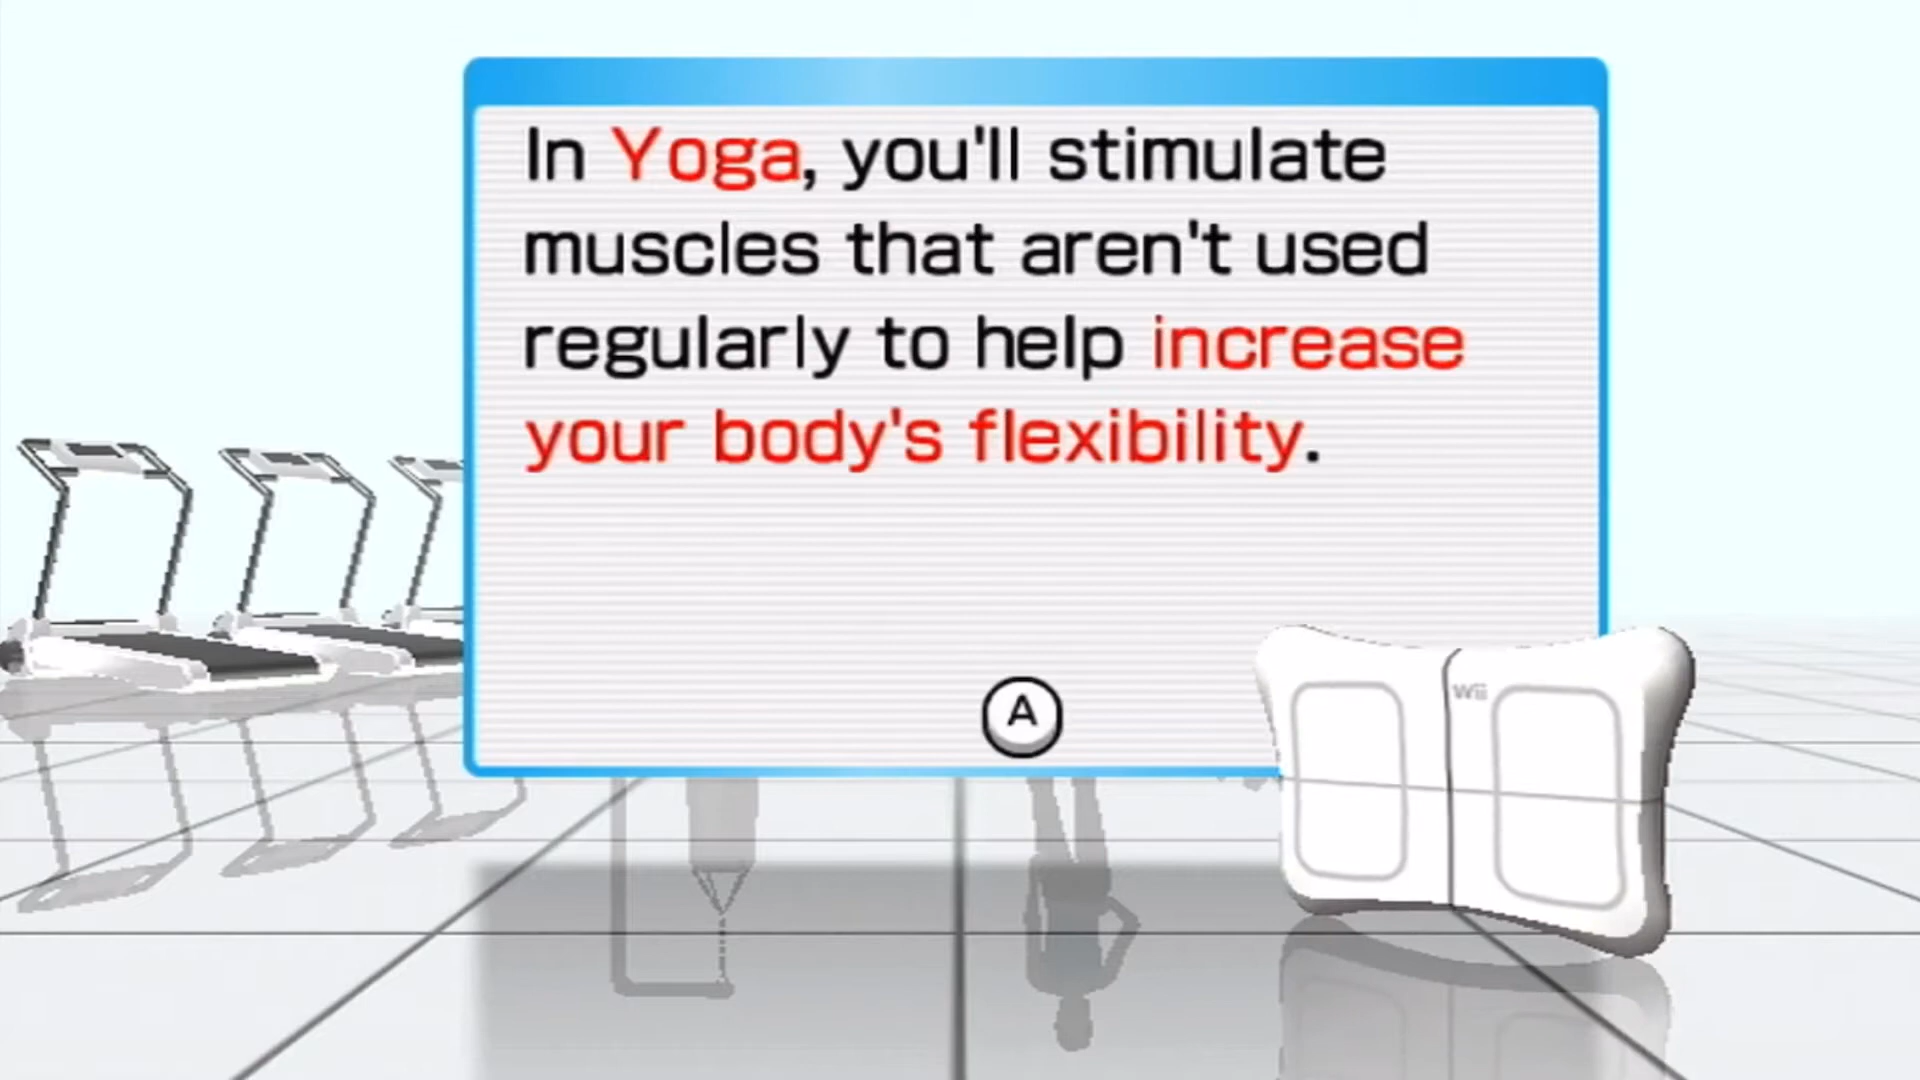 In Yoga, you'll stimulate
muscles that aren't used
regularly to help increase
your body's flexibility.
A
Wii